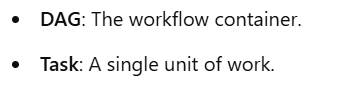 • DAG: The workflow container.
• Task: A single unit of work.